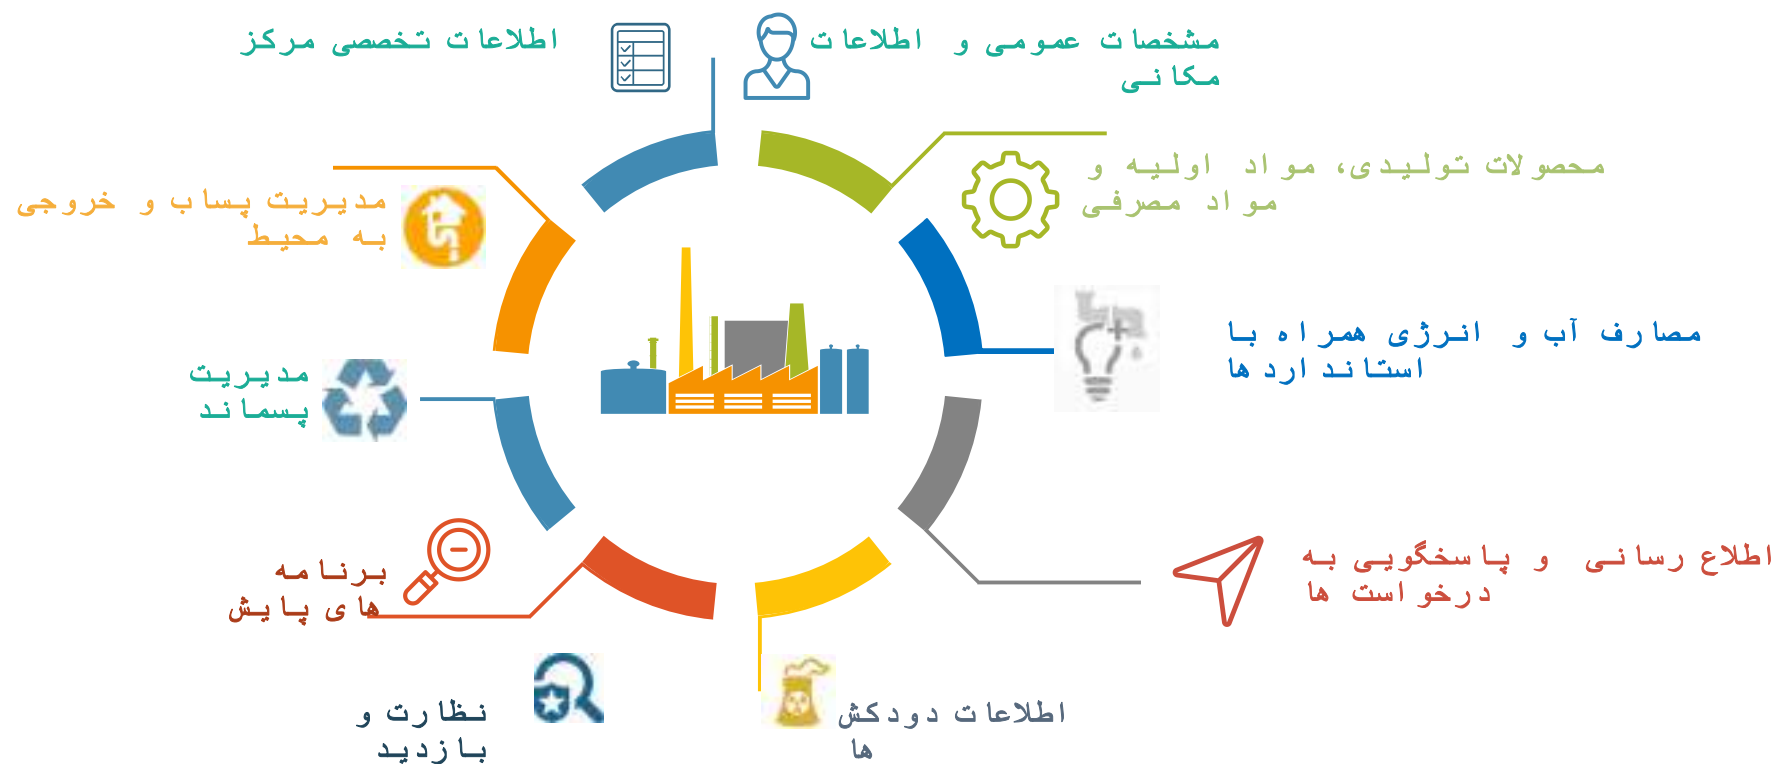 مشخصات عمومی و اطلاعات
مکانی
اطلاعات تخصصی مرکز
محصولات تولیدی، مواد اولیه و
مواد مصرفی
مدیریت پساب و خروجی
به محیط
مصارف آب و انرژی همراه با
استانداردها
مدیریت
پسماند
اطلاع رسانی و پاسخگویی به
درخواست ها
برنامه
های پایش
اطلاعات دودکش
ها
نظارت و
بازدید